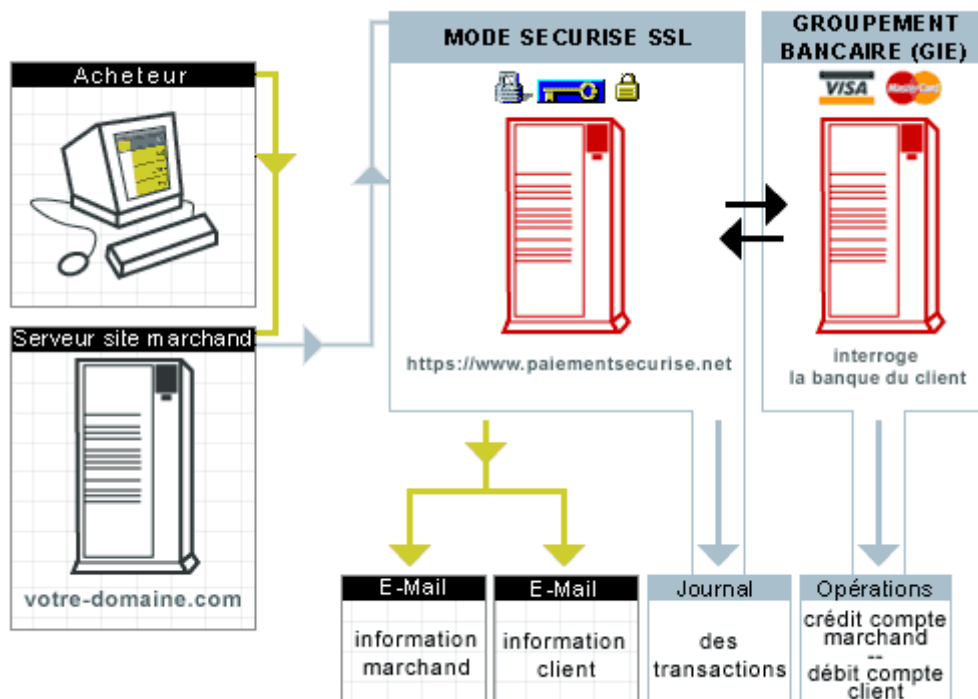 Acheteur
Serveur site marchand
votre-domaine.com
MODE SECURISE SSL
https://www.paiementsecurise.net
GROUPEMENT
BANCAIRE (GIE)
VISA
MasterCard
interroge
la banque du client
E-Mail
information
marchand
E-Mail
information
client
Journal
des
transactions
Opérations
crédit compte
marchand
--
débit compte
client